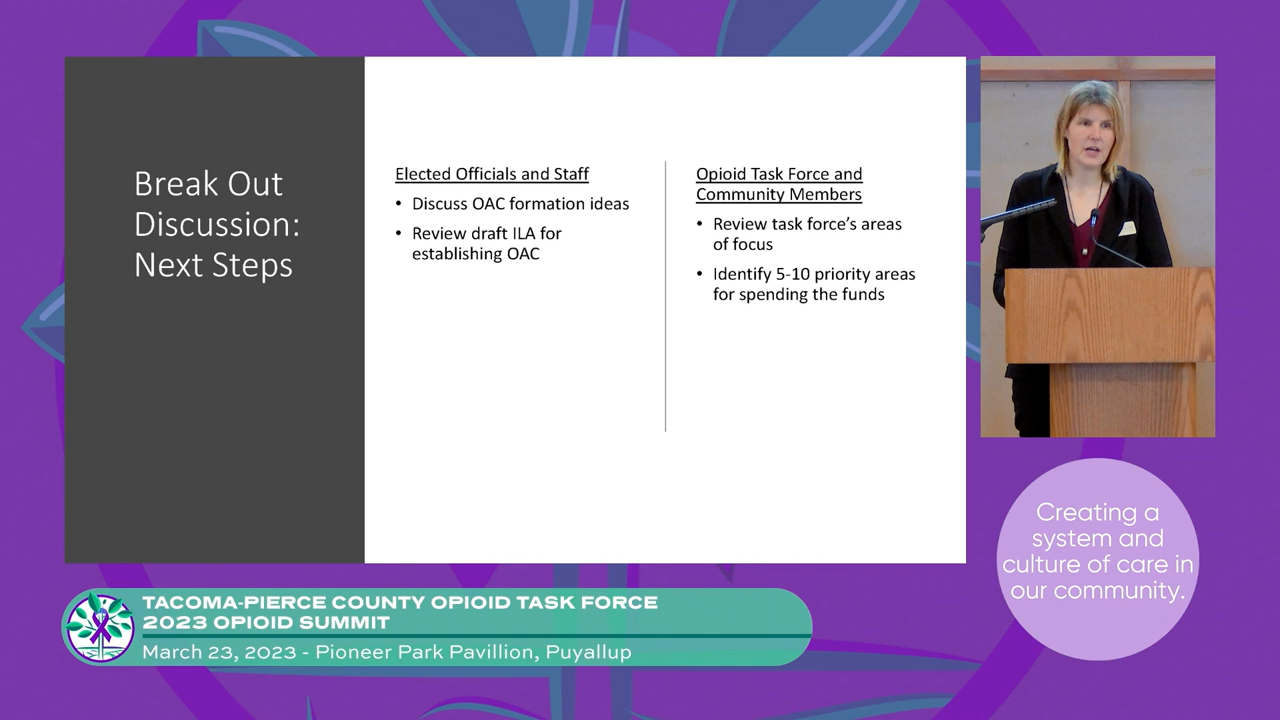 Break Out
Discussion:
Next Steps
Elected Officials and Staff
• Discuss OAC formation ideas
• Review draft ILA for
establishing OAC
Opioid Task Force and
Community Members
• Review task force's areas
of focus
• Identify 5-10 priority areas
for spending the funds
Creating a
system and
culture of care in
our community.
TACOMA-PIERCE COUNTY OPIOID TASK FORCE
2023 OPIOID SUMMIT
March 23, 2023 - Pioneer Park Pavillion, Puyallup